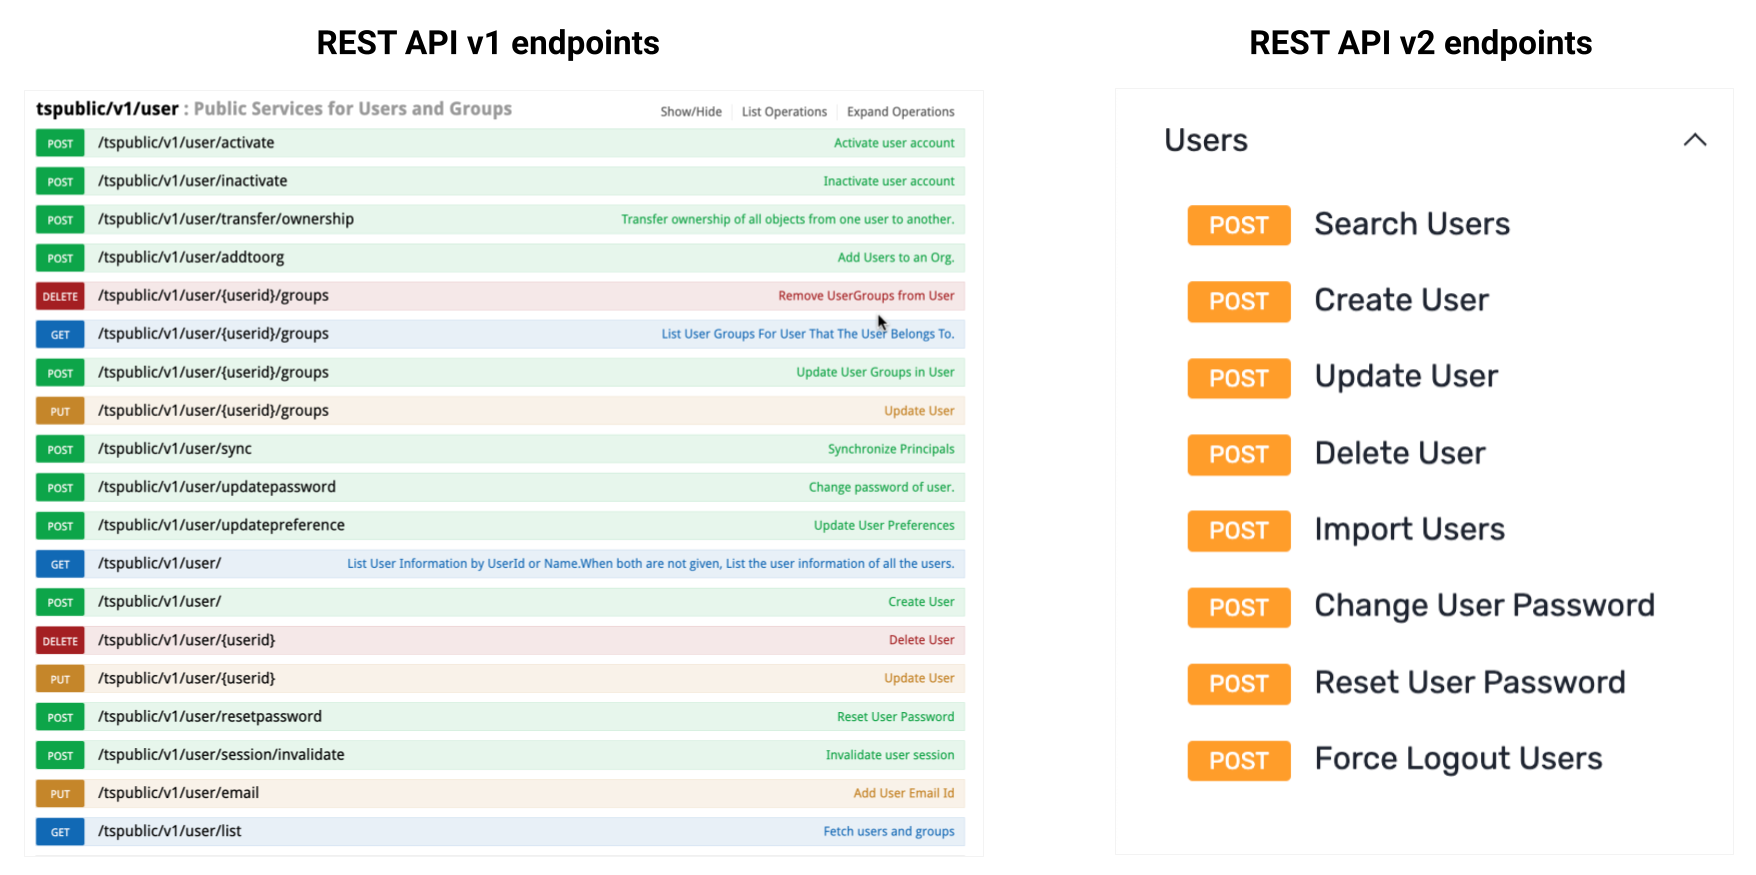 REST API v1 endpoints
tspublic/v1/user : Public Services for Users and Groups
Show/Hide List Operations Expand Operations
POST /tspublic/v1/user/activate Activate user account
POST /tspublic/v1/user/inactivate Inactivate user account
POST /tspublic/v1/user/transfer/ownership Transfer ownership of all objects from one user to another.
POST /tspublic/v1/user/addtoorg Add Users to an Org.
DELETE /tspublic/v1/user/{userid}/groups Remove UserGroups from User
GET /tspublic/v1/user/{userid}/groups List User Groups For User That The User Belongs To.
POST /tspublic/v1/user/{userid}/groups Update User Groups in User
PUT /tspublic/v1/user/{userid}/groups Update User
POST /tspublic/v1/user/sync Synchronize Principals
POST /tspublic/v1/user/updatepassword Change password of user.
POST /tspublic/v1/user/updatepreference Update User Preferences
GET /tspublic/v1/user/ List User Information by UserId or Name.When both are not given, List the user information of all the users.
POST /tspublic/v1/user/ Create User
DELETE /tspublic/v1/user/{userid} Delete User
PUT /tspublic/v1/user/{userid} Update User
POST /tspublic/v1/user/resetpassword Reset User Password
POST /tspublic/v1/user/session/invalidate Invalidate user session
PUT /tspublic/v1/user/email Add User Email Id
GET /tspublic/v1/user/list Fetch users and groups
REST API v2 endpoints
Users
POST Search Users
POST Create User
POST Update User
POST Delete User
POST Import Users
POST Change User Password
POST Reset User Password
POST Force Logout Users